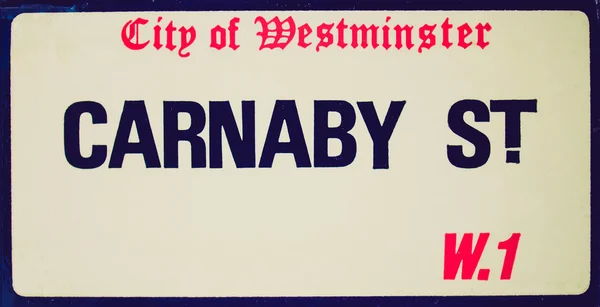 City of Westminster
CARNABY ST.
W.1